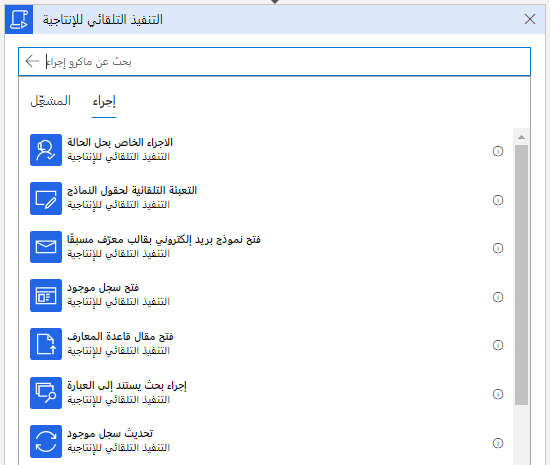 التنفيذ التلقائي للإنتاجية
بحث عن ماكرو إجراء
إجراء المشغّل
الاجراء الخاص بحل الحالة
التنفيذ التلقائي للإنتاجية
التعبئة التلقائية لحقول النماذج
التنفيذ التلقائي للإنتاجية
فتح نموذج بريد إلكتروني بقالب معرّف مسبقًا
التنفيذ التلقائي للإنتاجية
فتح سجل موجود
التنفيذ التلقائي للإنتاجية
فتح مقال قاعدة المعارف
التنفيذ التلقائي للإنتاجية
إجراء بحث يستند إلى العبارة
التنفيذ التلقائي للإنتاجية
تحديث سجل موجود
التنفيذ التلقائي للإنتاجية